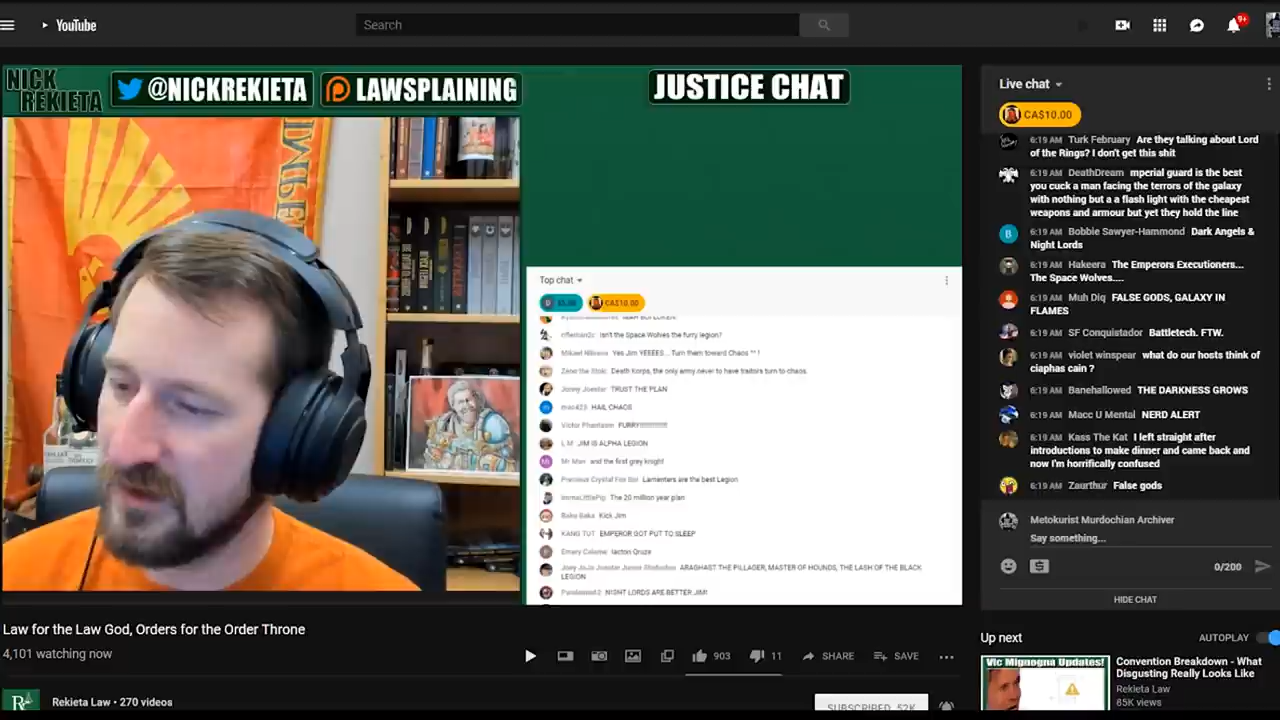 YouTube
Search
9+
NICK
REKIETA
@NICKREKIETA
LAWSPLAINING
JUSTICE CHAT
Top chat
CA$10.00
Isn't the Space Wolves the furry legion?
Yes Jim YEEEES... Turn them toward Chaos ^^ !
Death Korps, the only army never to have traitors turn to chaos.
TRUST THE PLAN
HAIL CHAOS
Victor Phantasm FURRY!!!!!!!!!!!!!
L M JIM IS ALPHA LEGION
Mr Man and the first grey knight
Lamenters are the best Legion
ImmaLittlePip The 20 million year plan
Kick Jim
KANG TUT EMPEROR GOT PUT TO SLEEP
Iacton Qruze
ARAGHAST THE PILLAGER, MASTER OF HOUNDS, THE LASH OF THE BLACK
LEGION
NIGHT LORDS ARE BETTER JIM!
Live chat
CA$10.00
6:19 AM Turk February Are they talking about Lord
of the Rings? I don't get this shit
6:19 AM DeathDream mperial guard is the best
you cuck a man facing the terrors of the galaxy
with nothing but a a flash light with the cheapest
weapons and armour but yet they hold the line
6:19 AM Bobbie Sawyer-Hammond Dark Angels &
Night Lords
6:19 AM Hakeera The Emperors Executioners...
The Space Wolves....
6:19 AM Muh Diq FALSE GODS, GALAXY IN
FLAMES
6:19 AM SF Conquistador Battletech. FTW.
6:19 AM violet winspear what do our hosts think of
ciaphas cain ?
6:19 AM Banehallowed THE DARKNESS GROWS
6:19 AM Macc U Mental NERD ALERT
6:19 AM Kass The Kat I left straight after
introductions to make dinner and came back and
now I'm horrifically confused
6:19 AM Zaurthur False gods
Metokurist Murdochian Archiver
Say something...
0/200
HIDE CHAT
Law for the Law God, Orders for the Order Throne
4,101 watching now
903
11
SHARE
SAVE
Rekieta Law • 270 videos
SUBSCRIBED 52K
Up next
AUTOPLAY
Vic Mignogna Updates!
Convention Breakdown - What
Disgusting Really Looks Like
Rekieta Law
85K views